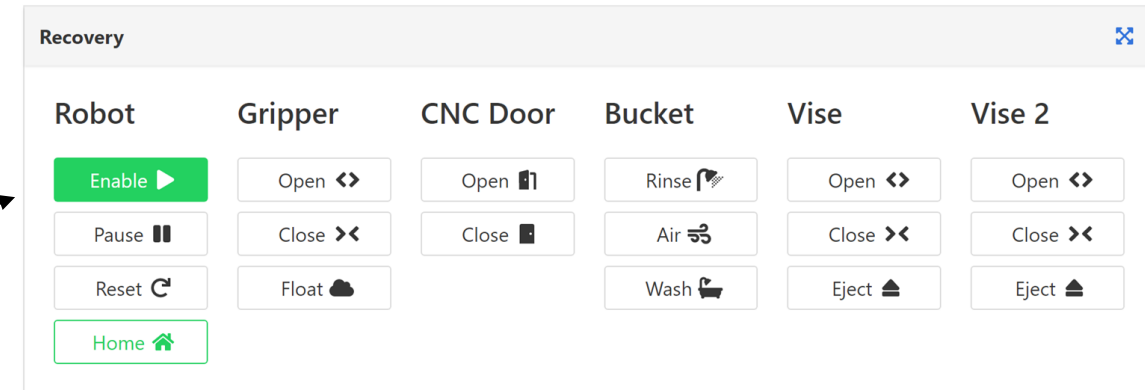 Recovery
Robot Gripper CNC Door Bucket Vise Vise 2
Enable Open Open Rinse Open Open
Pause Close Close Air Close Close
Reset Float Wash Eject Eject
Home